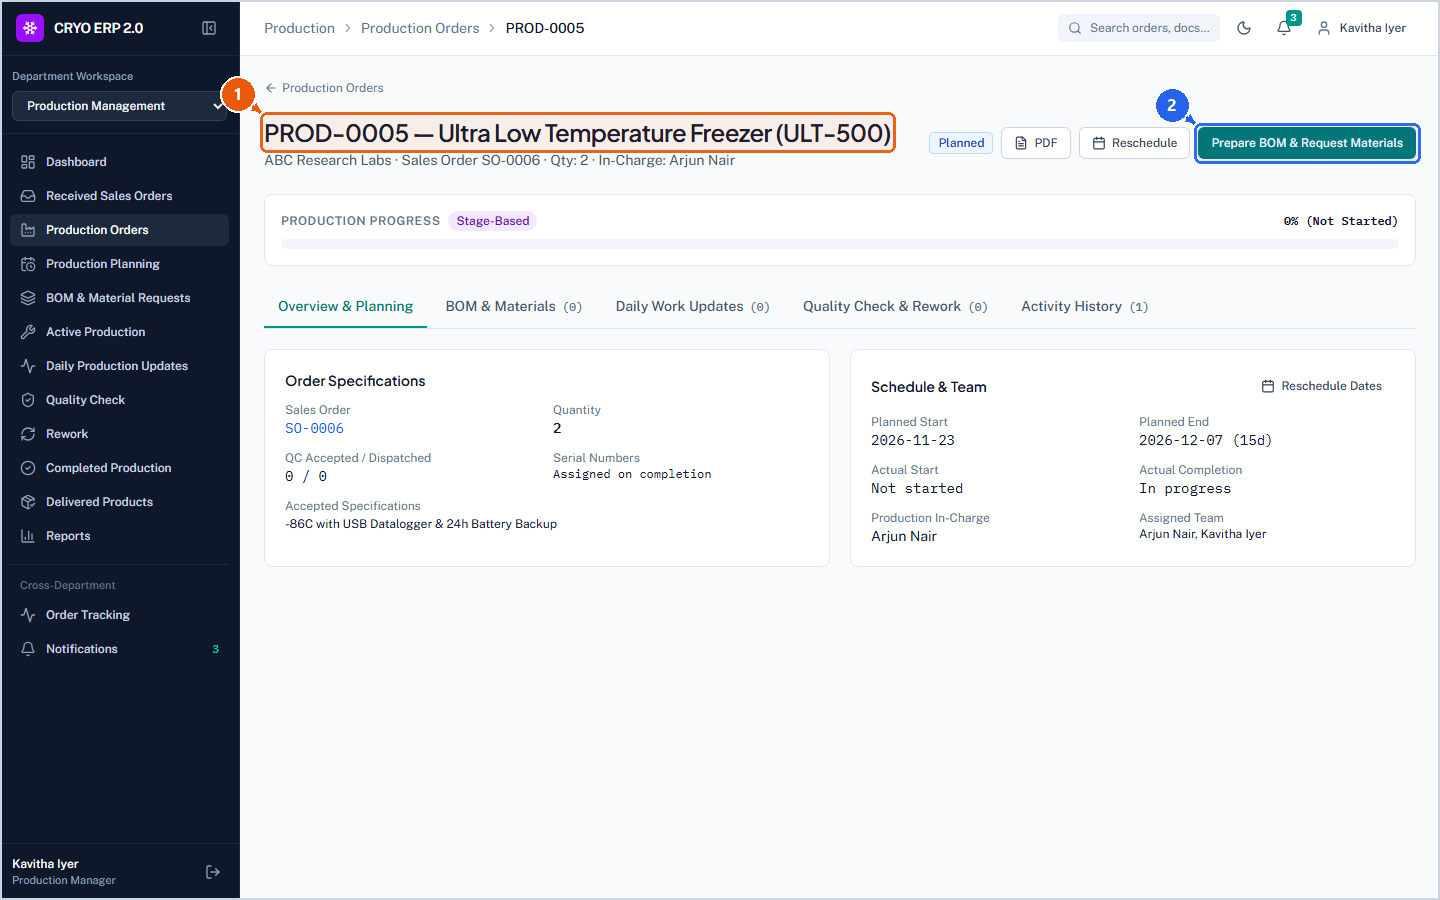 CRYO ERP 2.0
Department Workspace
Production Management
Dashboard
Received Sales Orders
Production Orders
Production Planning
BOM & Material Requests
Active Production
Daily Production Updates
Quality Check
Rework
Completed Production
Delivered Products
Reports
Cross-Department
Order Tracking
Notifications 3
Kavitha Iyer
Production Manager
Production > Production Orders > PROD-0005
Search orders, docs...
3
Kavitha Iyer
← Production Orders
1
PROD-0005 — Ultra Low Temperature Freezer (ULT-500)
ABC Research Labs · Sales Order SO-0006 · Qty: 2 · In-Charge: Arjun Nair
2
Planned
PDF
Reschedule
Prepare BOM & Request Materials
PRODUCTION PROGRESS Stage-Based 0% (Not Started)
Overview & Planning
BOM & Materials (0)
Daily Work Updates (0)
Quality Check & Rework (0)
Activity History (1)
Order Specifications
Sales Order
SO-0006
Quantity
2
QC Accepted / Dispatched
0 / 0
Serial Numbers
Assigned on completion
Accepted Specifications
-86C with USB Datalogger & 24h Battery Backup
Schedule & Team
Reschedule Dates
Planned Start
2026-11-23
Planned End
2026-12-07 (15d)
Actual Start
Not started
Actual Completion
In progress
Production In-Charge
Arjun Nair
Assigned Team
Arjun Nair, Kavitha Iyer